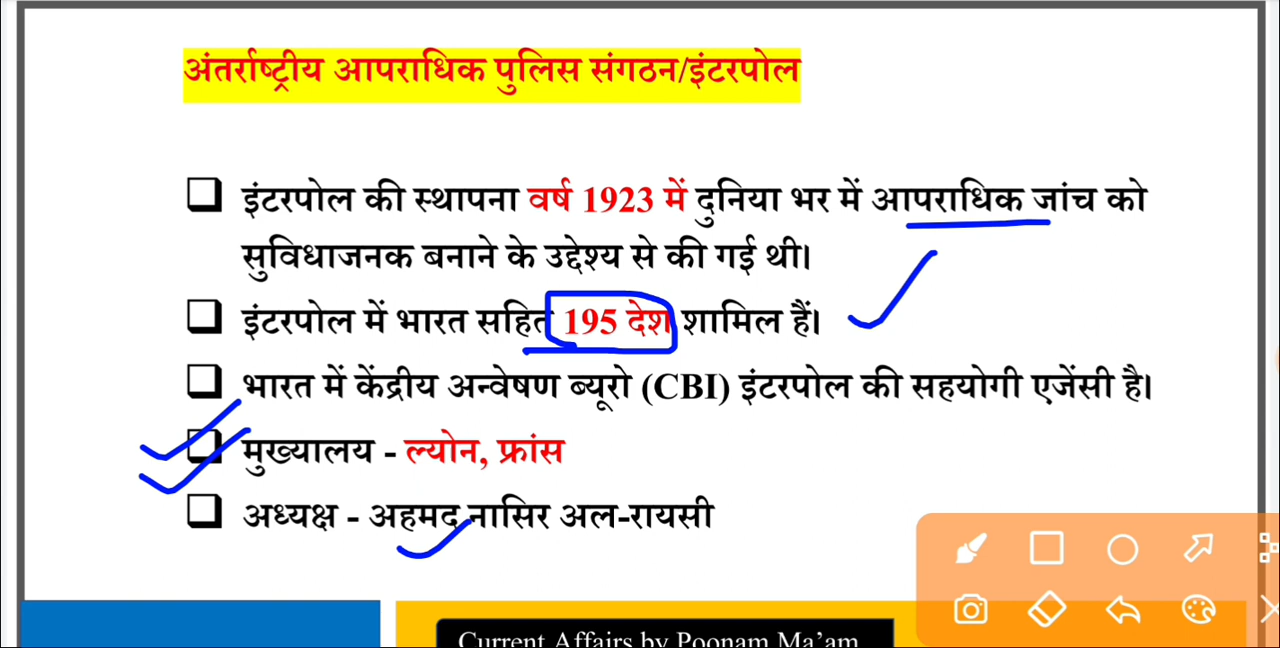 अंतर्राष्ट्रीय आपराधिक पुलिस संगठन/इंटरपोल
इंटरपोल की स्थापना वर्ष 1923 में दुनिया भर में आपराधिक जांच को
सुविधाजनक बनाने के उद्देश्य से की गई थी।
इंटरपोल में भारत सहित 195 देश शामिल हैं।
भारत में केंद्रीय अन्वेषण ब्यूरो (CBI) इंटरपोल की सहयोगी एजेंसी है।
मुख्यालय - ल्योन, फ्रांस
अध्यक्ष - अहमद नासिर अल-रायसी
Current Affairs by Poonam Ma'am